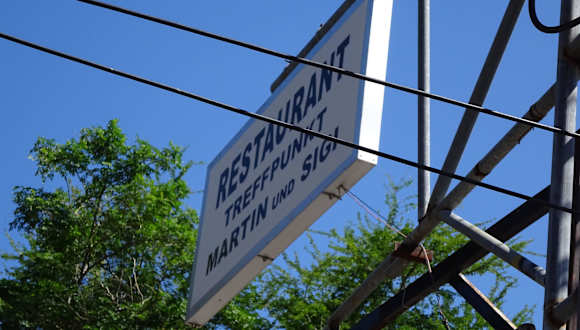 RESTAURANT
TREFFPUNKT
MARTIN UND SIGI